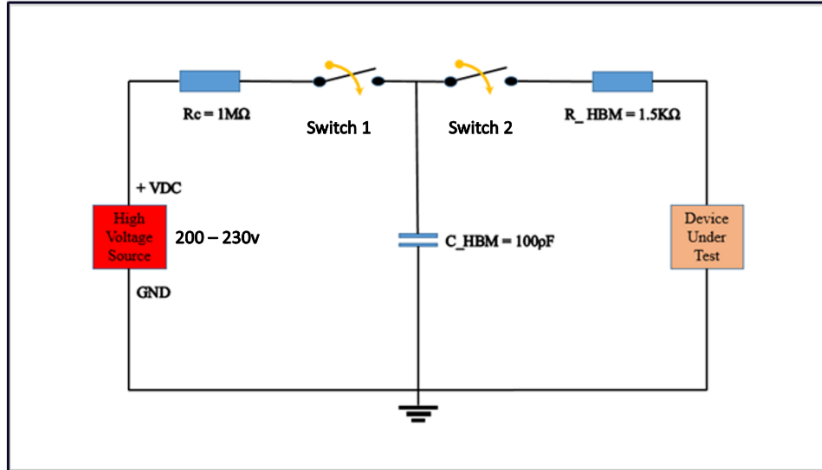 Rc = 1MΩ
Switch 1
Switch 2
R_ HBM = 1.5KΩ
+ VDC
High
Voltage
Source
200 – 230v
GND
C_HBM = 100pF
Device
Under
Test